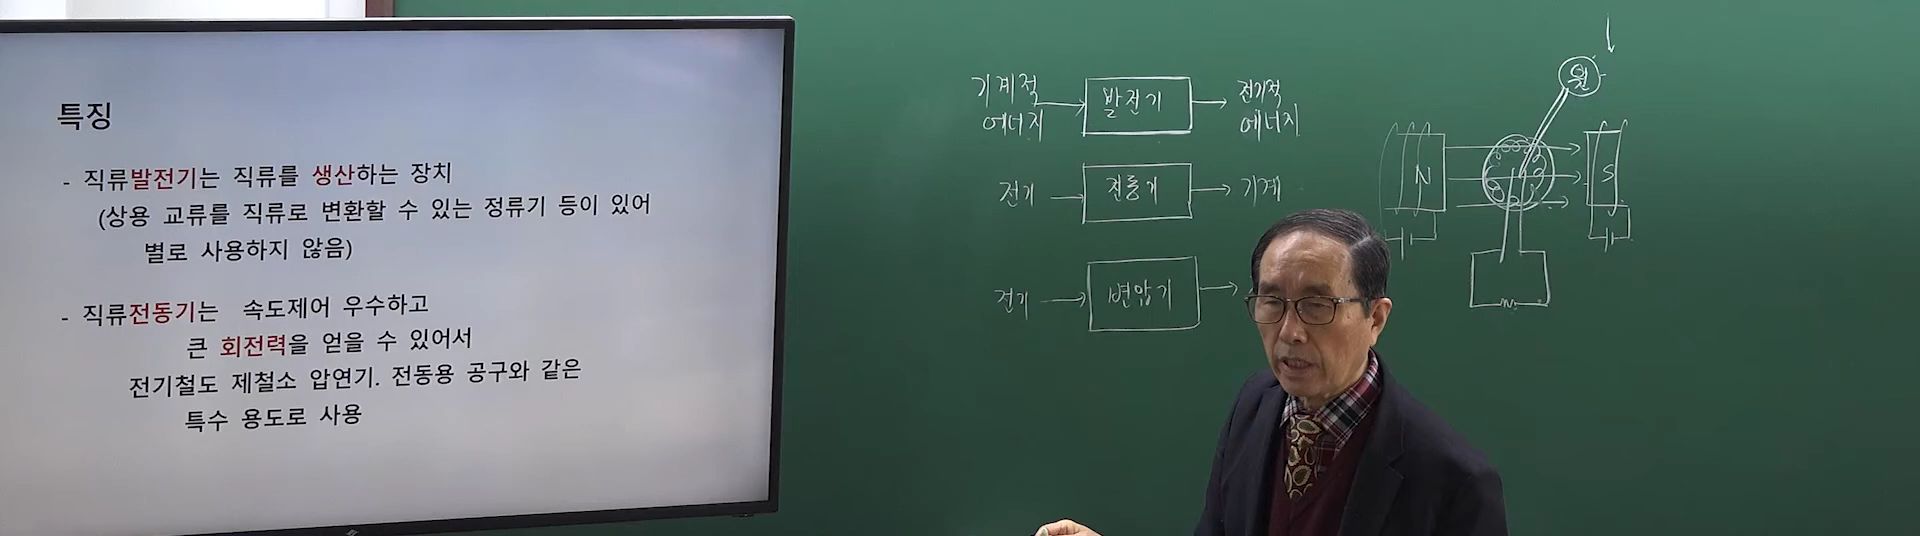 특징
- 직류발전기는 직류를 생산하는 장치
(상용 교류를 직류로 변환할 수 있는 정류기 등이 있어
별로 사용하지 않음)
- 직류전동기는 속도제어 우수하고
큰 회전력을 얻을 수 있어서
전기철도 제철소 압연기. 전동용 공구와 같은
특수 용도로 사용
기계적
에너지
발전기
전기적
에너지
전기
전동기
기계
전기
변압기
N
S